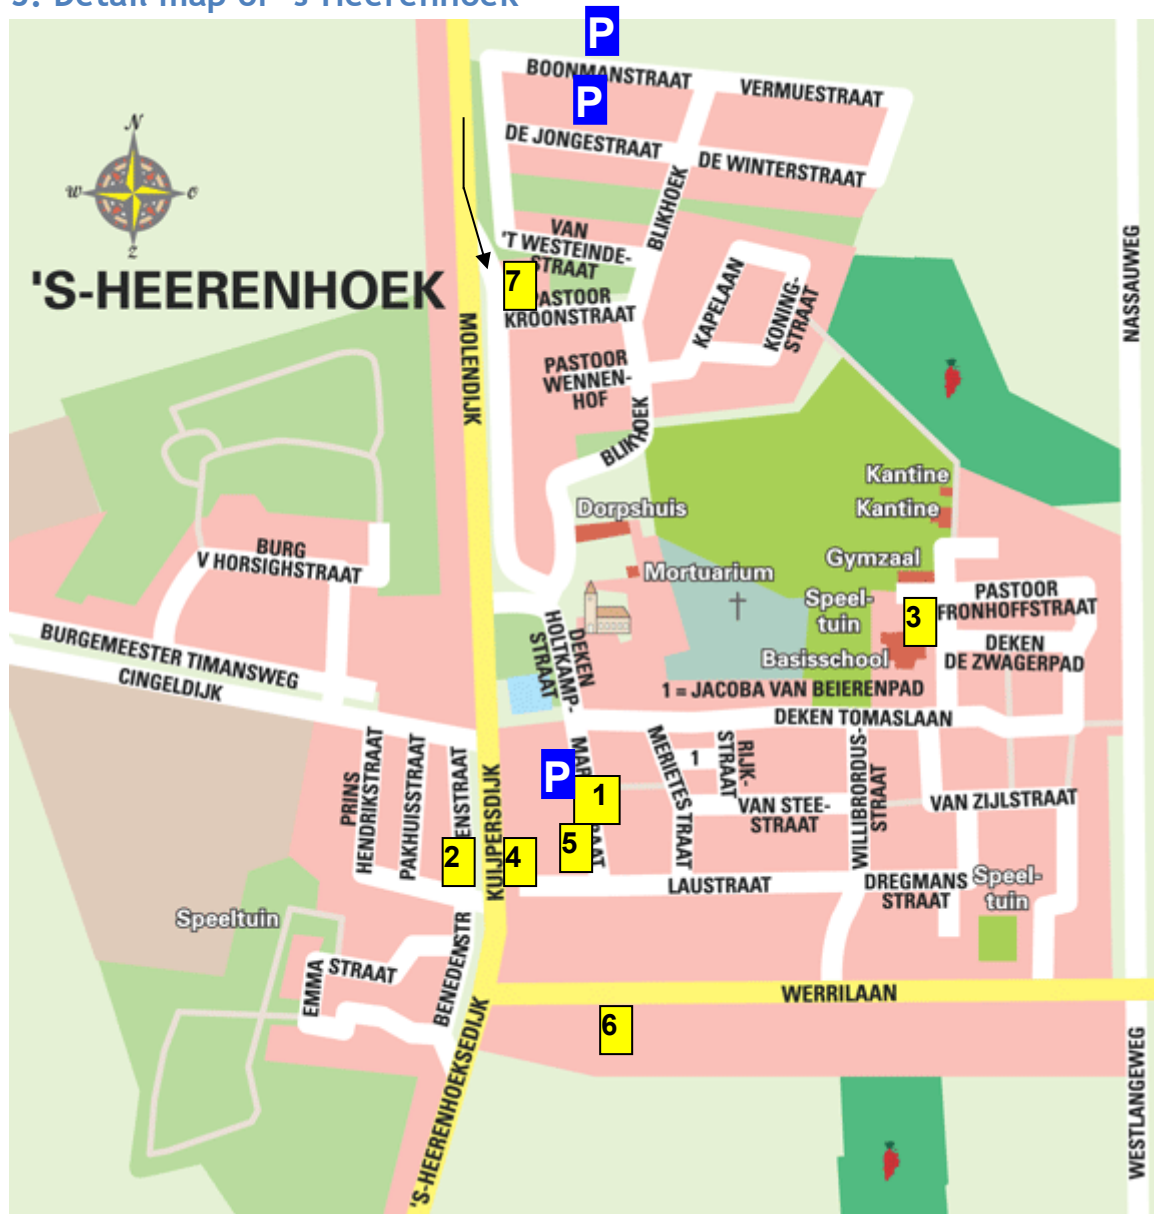 P
BOONMANSTRAAT
VERMUESTRAAT
P
N
W
O
Z
DE JONGESTRAAT
DE WINTERSTRAAT
BLIKHOEK
VAN
'T WESTEINDE-
STRAAT
'S-HEERENHOEK
7
PASTOOR
KROONSTRAAT
KAPELAAN
KONING-
STRAAT
NASSAUWEG
MOLENDIJK
PASTOOR
WENNEN-
HOF
BLIKHOEK
Kantine
Kantine
Dorpshuis
Gymzaal
Mortuarium
BURG
V HORSIGHSTRAAT
Speel-
tuin
3
PASTOOR
FRONHOFFSTRAAT
DEKEN
DE ZWAGERPAD
Basisschool
BURGEMEESTER TIMANSWEG
CINGELDIJK
DEKEN
HOLTKAMP-
STRAAT
1 = JACOBA VAN BEIERENPAD
DEKEN TOMASLAAN
PRINS
HENDRIKSTRAAT
PAKHUISSTRAAT
ENSTRAAT
KUIJPERSDIJK
P
MAR
RAAT
1
5
2
4
MERIETESTRAAT
1
RIJK-
STRAAT
VAN STEE-
STRAAT
WILLIBRORDUS-
STRAAT
VAN ZIJLSTRAAT
LAUSTRAAT
DREGMANS
STRAAT
Speel-
tuin
Speeltuin
EMMA
STRAAT
BENEDENSTR
WERRILAAN
6
'S-HEERENHOEKSEDIJK
WESTLANGEWEG